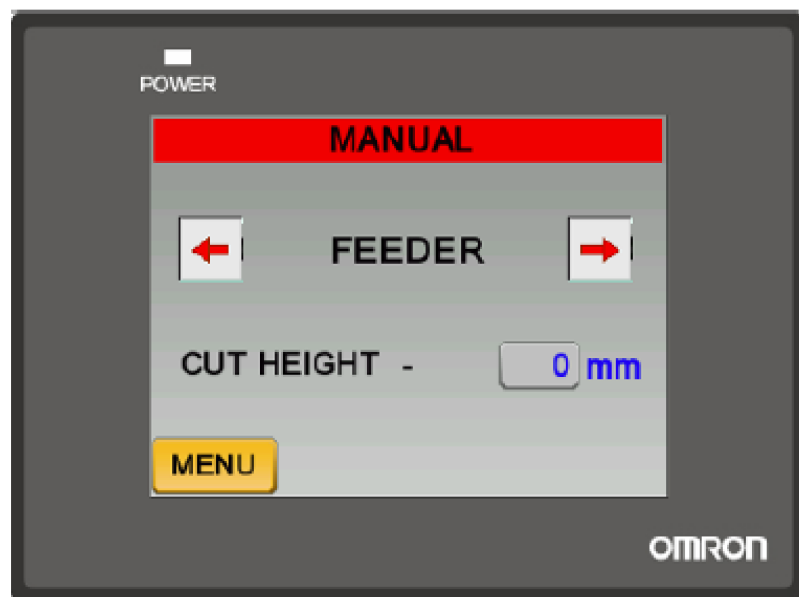 POWER
MANUAL
FEEDER
CUT HEIGHT - 0 mm
MENU
OMRON